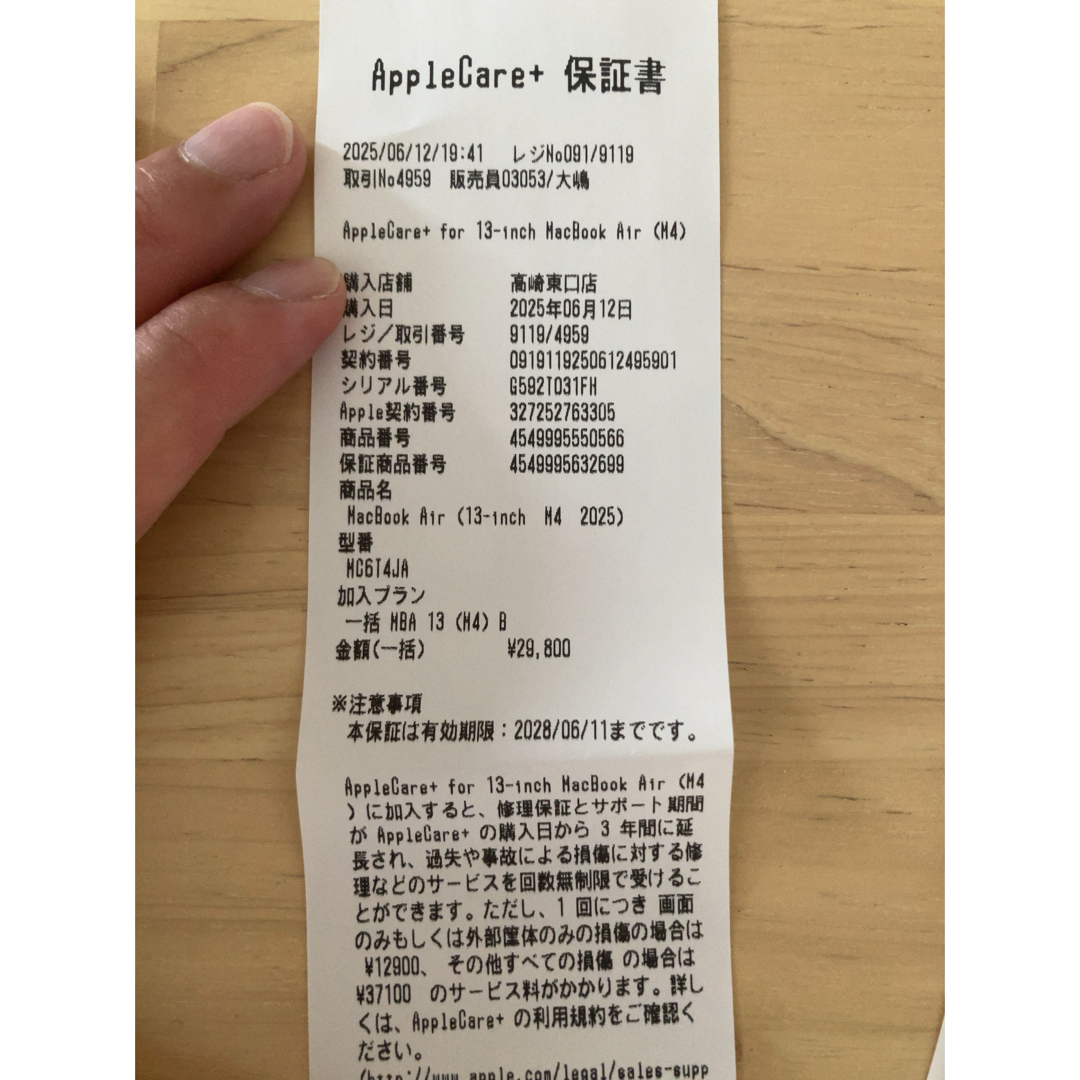 AppleCare+ 保証書
2025/06/12/19:41 レジNo091/9119
取引No4959 販売員03053/大嶋
AppleCare+ for 13-inch MacBook Air (M4)
購入店舗 高崎東口店
購入日 2025年06月12日
レジ/取引番号 9119/4959
契約番号 0919119250612495901
シリアル番号 G592T031FH
Apple契約番号 327252763305
商品番号 4549995550566
保証商品番号 4549995632699
商品名
MacBook Air (13-inch M4 2025)
型番
MC6T4JA
加入プラン
一括 MBA 13 (M4) B
金額(一括) ¥29,800
※注意事項
本保証は有効期限：2028/06/11までです。
AppleCare+ for 13-inch MacBook Air (M4
) に加入すると、修理保証とサポート期間
が AppleCare+ の購入日から 3 年間に延
長され、過失や事故による損傷に対する修
理などのサービスを回数無制限で受けるこ
とができます。ただし、1 回につき 画面
のみもしくは外部筐体のみの損傷の場合は
¥12900、 その他すべての損傷 の場合は
¥37100 のサービス料がかかります。詳し
くは、AppleCare+ の利用規約をご確認く
ださい。
(http://www.apple.com/legal/sales-supp